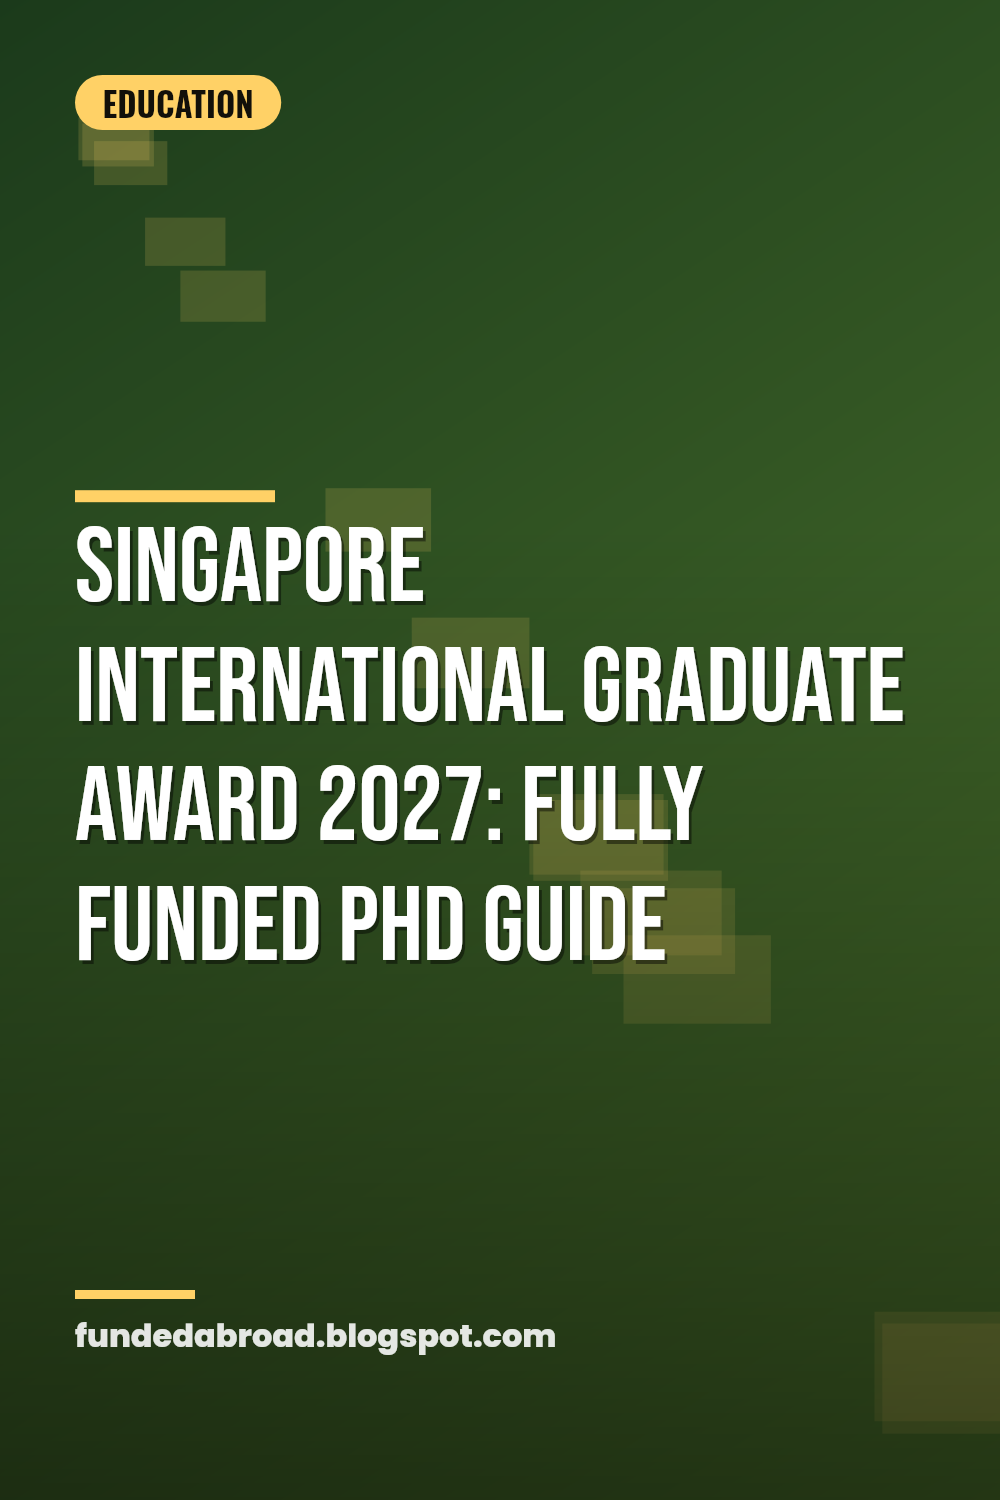 EDUCATION
SINGAPORE
INTERNATIONAL GRADUATE
AWARD 2027: FULLY
FUNDED PHD GUIDE
fundedabroad.blogspot.com